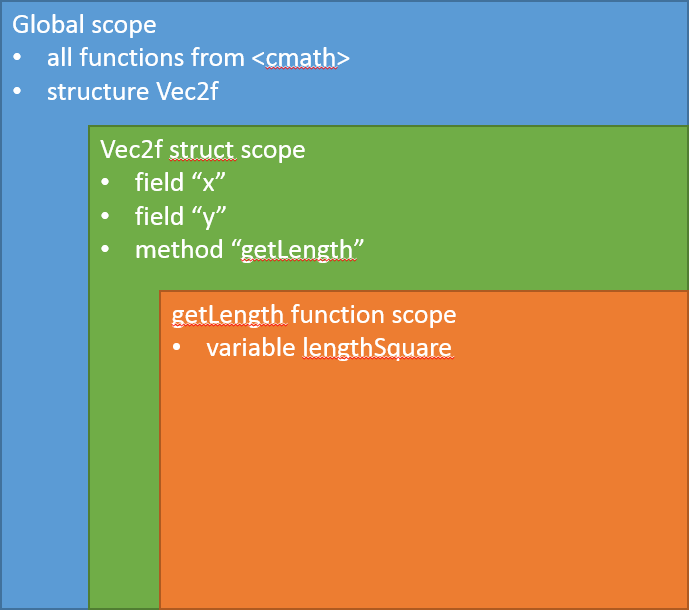 Global scope
• all functions from <cmath>
• structure Vec2f
Vec2f struct scope
• field “x”
• field “y”
• method “getLength”
getLength function scope
• variable lengthSquare